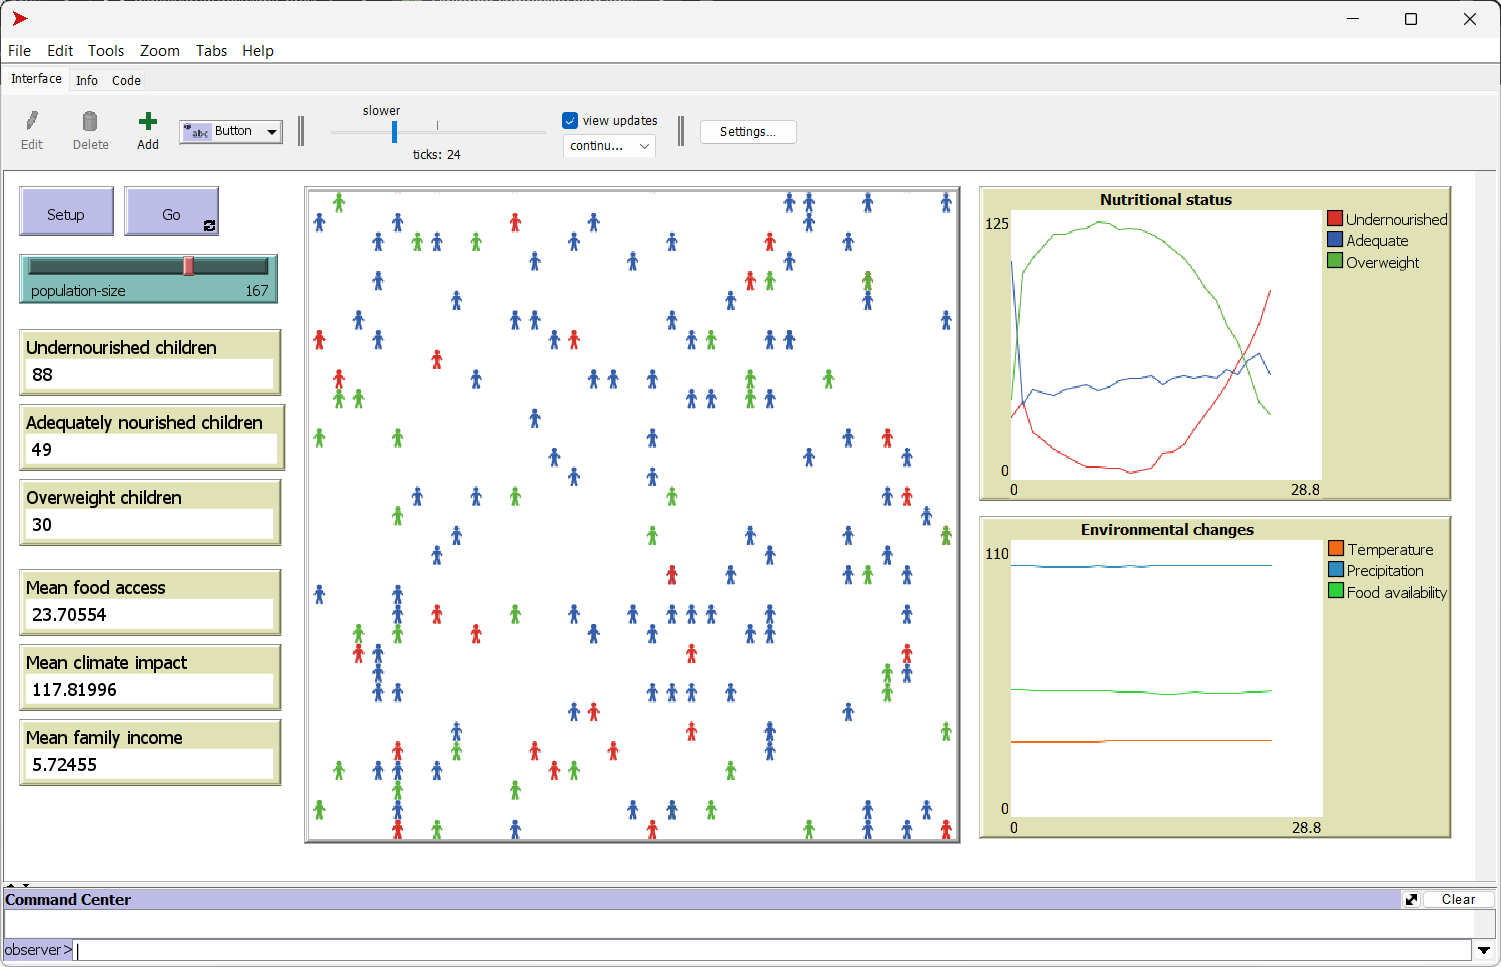 File Edit Tools Zoom Tabs Help
Interface Info Code
Edit Delete Add abc Button
slower
ticks: 24
view updates
continu...
Settings...
Setup Go
population-size 167
Undernourished children
88
Adequately nourished children
49
Overweight children
30
Mean food access
23.70554
Mean climate impact
117.81996
Mean family income
5.72455
Nutritional status
125
0
0 28.8
Undernourished
Adequate
Overweight
Environmental changes
110
0
0 28.8
Temperature
Precipitation
Food availability
Command Center Clear
observer>